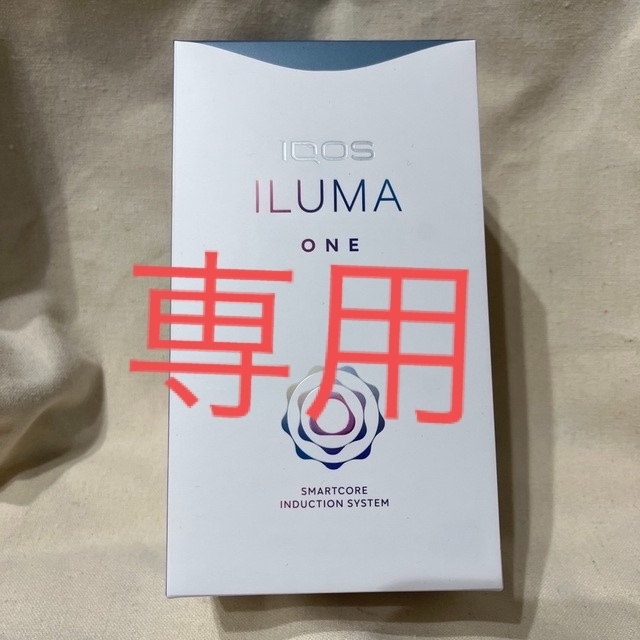 IQOS
ILUMA
ONE
専用
SMARTCORE
INDUCTION SYSTEM